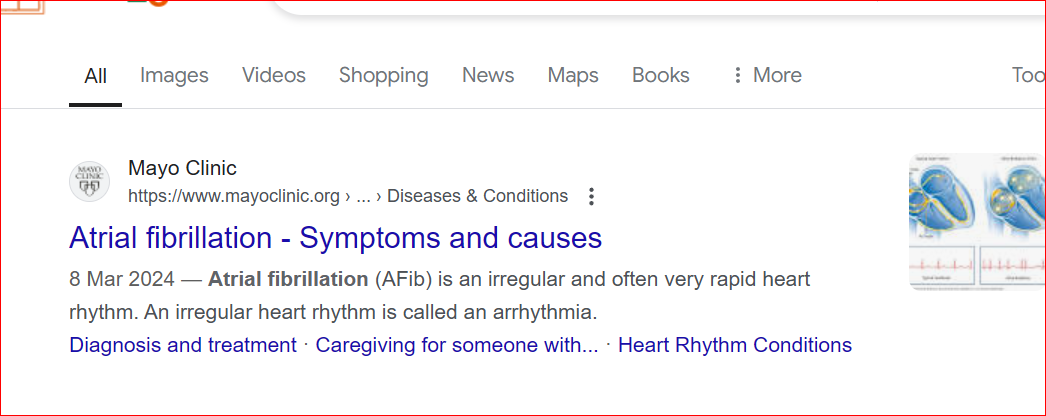 All Images Videos Shopping News Maps Books ⋮ More Too
MAYO
CLINIC
Mayo Clinic
https://www.mayoclinic.org › ... › Diseases & Conditions
Atrial fibrillation - Symptoms and causes
8 Mar 2024 — Atrial fibrillation (AFib) is an irregular and often very rapid heart
rhythm. An irregular heart rhythm is called an arrhythmia.
Diagnosis and treatment · Caregiving for someone with... · Heart Rhythm Conditions